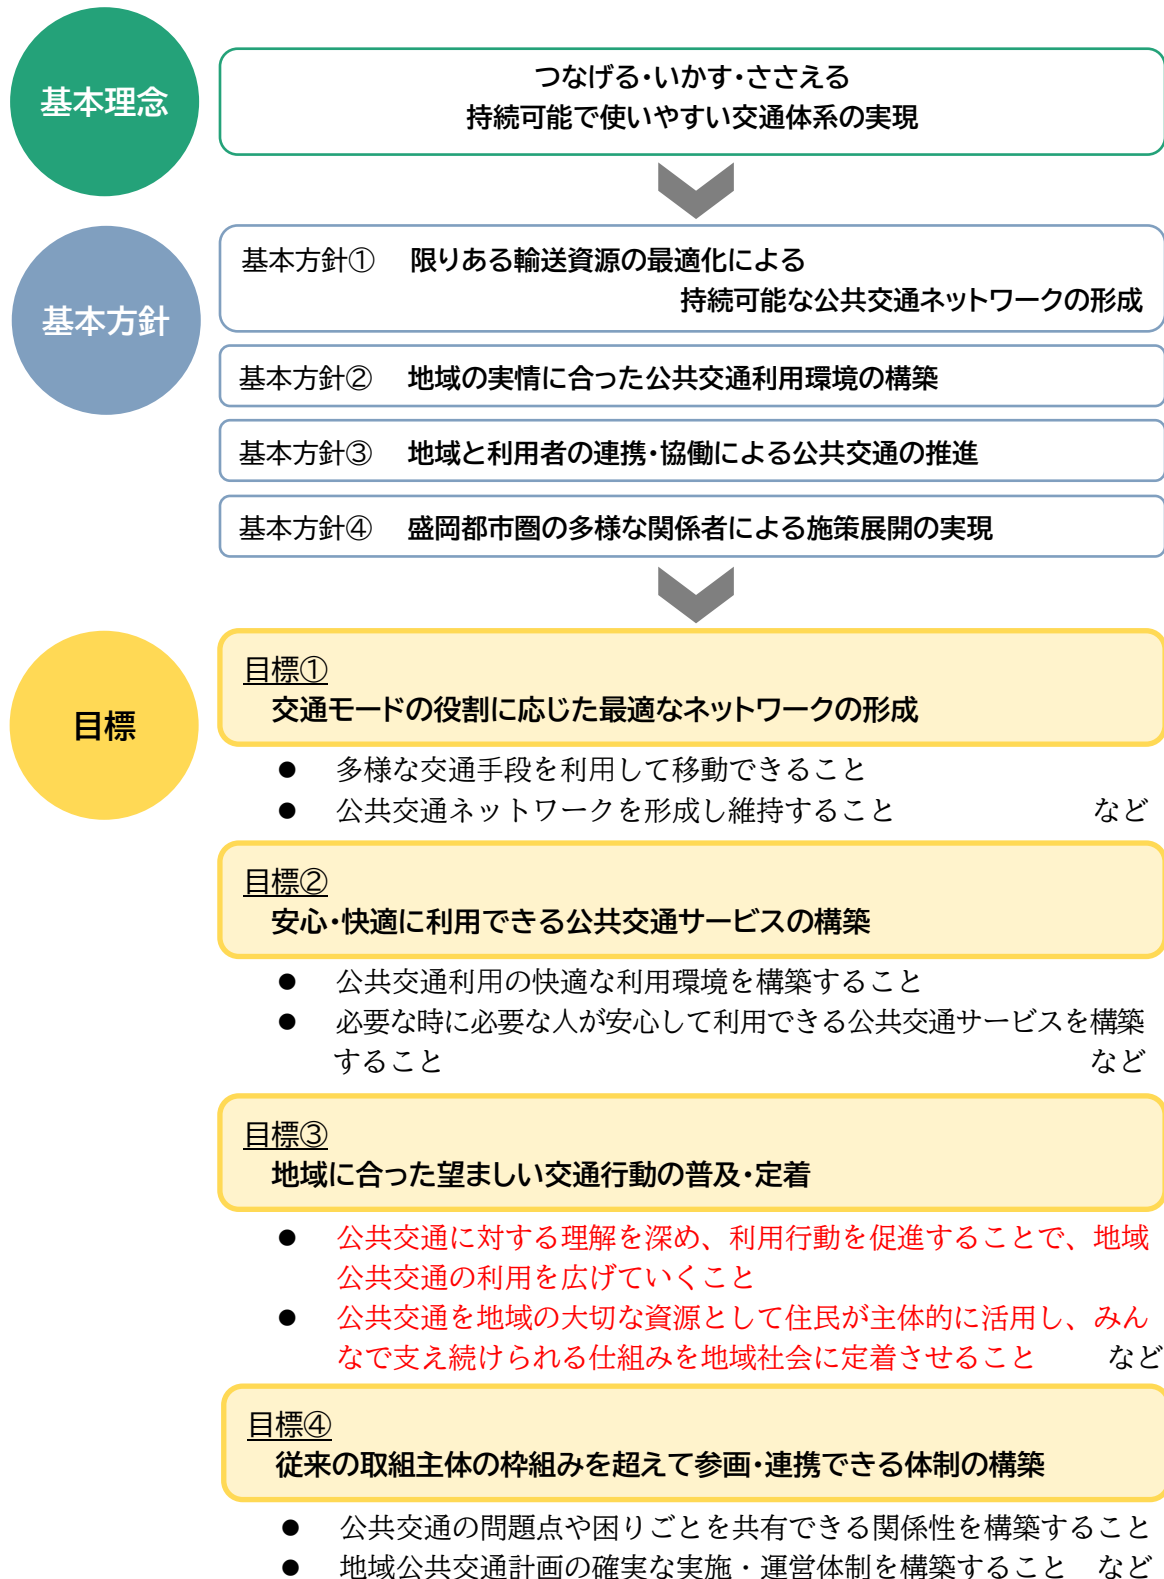 基本理念
つなげる・いかす・ささえる
持続可能で使いやすい交通体系の実現
基本方針
基本方針① 限りある輸送資源の最適化による
持続可能な公共交通ネットワークの形成
基本方針② 地域の実情に合った公共交通利用環境の構築
基本方針③ 地域と利用者の連携・協働による公共交通の推進
基本方針④ 盛岡都市圏の多様な関係者による施策展開の実現
目標
目標①
交通モードの役割に応じた最適なネットワークの形成
● 多様な交通手段を利用して移動できること
● 公共交通ネットワークを形成し維持すること など
目標②
安心・快適に利用できる公共交通サービスの構築
● 公共交通利用の快適な利用環境を構築すること
● 必要な時に必要な人が安心して利用できる公共交通サービスを構築
すること など
目標③
地域に合った望ましい交通行動の普及・定着
● 公共交通に対する理解を深め、利用行動を促進することで、地域
公共交通の利用を広げていくこと
● 公共交通を地域の大切な資源として住民が主体的に活用し、みん
なで支え続けられる仕組みを地域社会に定着させること など
目標④
従来の取組主体の枠組みを超えて参画・連携できる体制の構築
● 公共交通の問題点や困りごとを共有できる関係性を構築すること
● 地域公共交通計画の確実な実施・運営体制を構築すること など